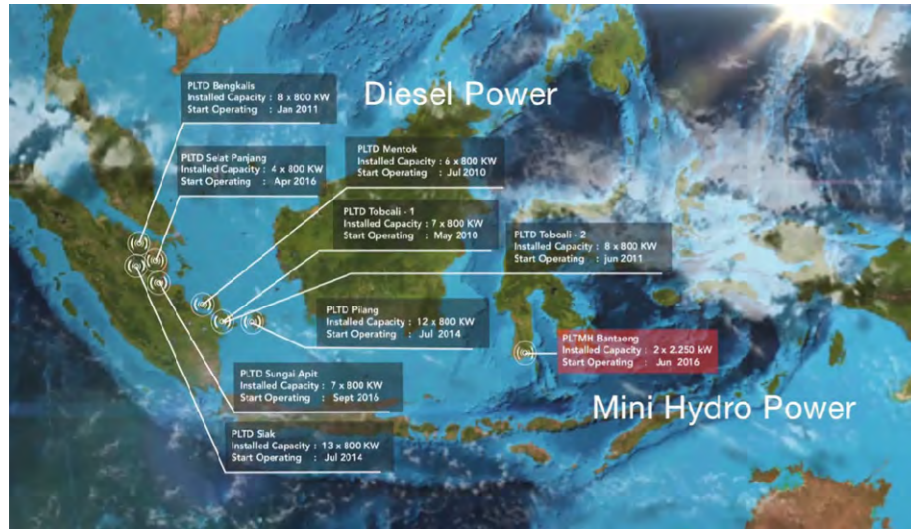 Diesel Power
PLTD Bengkalis
Installed Capacity : 8 x 800 KW
Start Operating : Jan 2011
PLTD Selat Panjang
Installed Capacity : 4 x 800 KW
Start Operating : Apr 2016
PLTD Mentok
Installed Capacity : 6 x 800 KW
Start Operating : Jul 2010
PLTD Toboali - 1
Installed Capacity : 7 x 800 KW
Start Operating : May 2010
PLTD Toboali - 2
Installed Capacity : 8 x 800 KW
Start Operating : jun 2011
PLTD Pilang
Installed Capacity : 12 x 800 KW
Start Operating : Jul 2014
PLTMH Bantaeng
Installed Capacity : 2 x 2.250 kW
Start Operating : Jun 2016
PLTD Sungai Apit
Installed Capacity : 7 x 800 KW
Start Operating : Sept 2016
Mini Hydro Power
PLTD Siak
Installed Capacity : 13 x 800 KW
Start Operating : Jul 2014